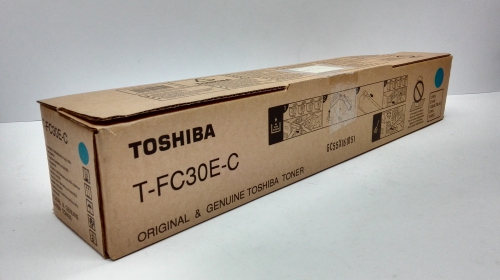 FC30E-C
TOSHIBA
T-FC30E-C
ORIGINAL & GENUINE TOSHIBA TONER